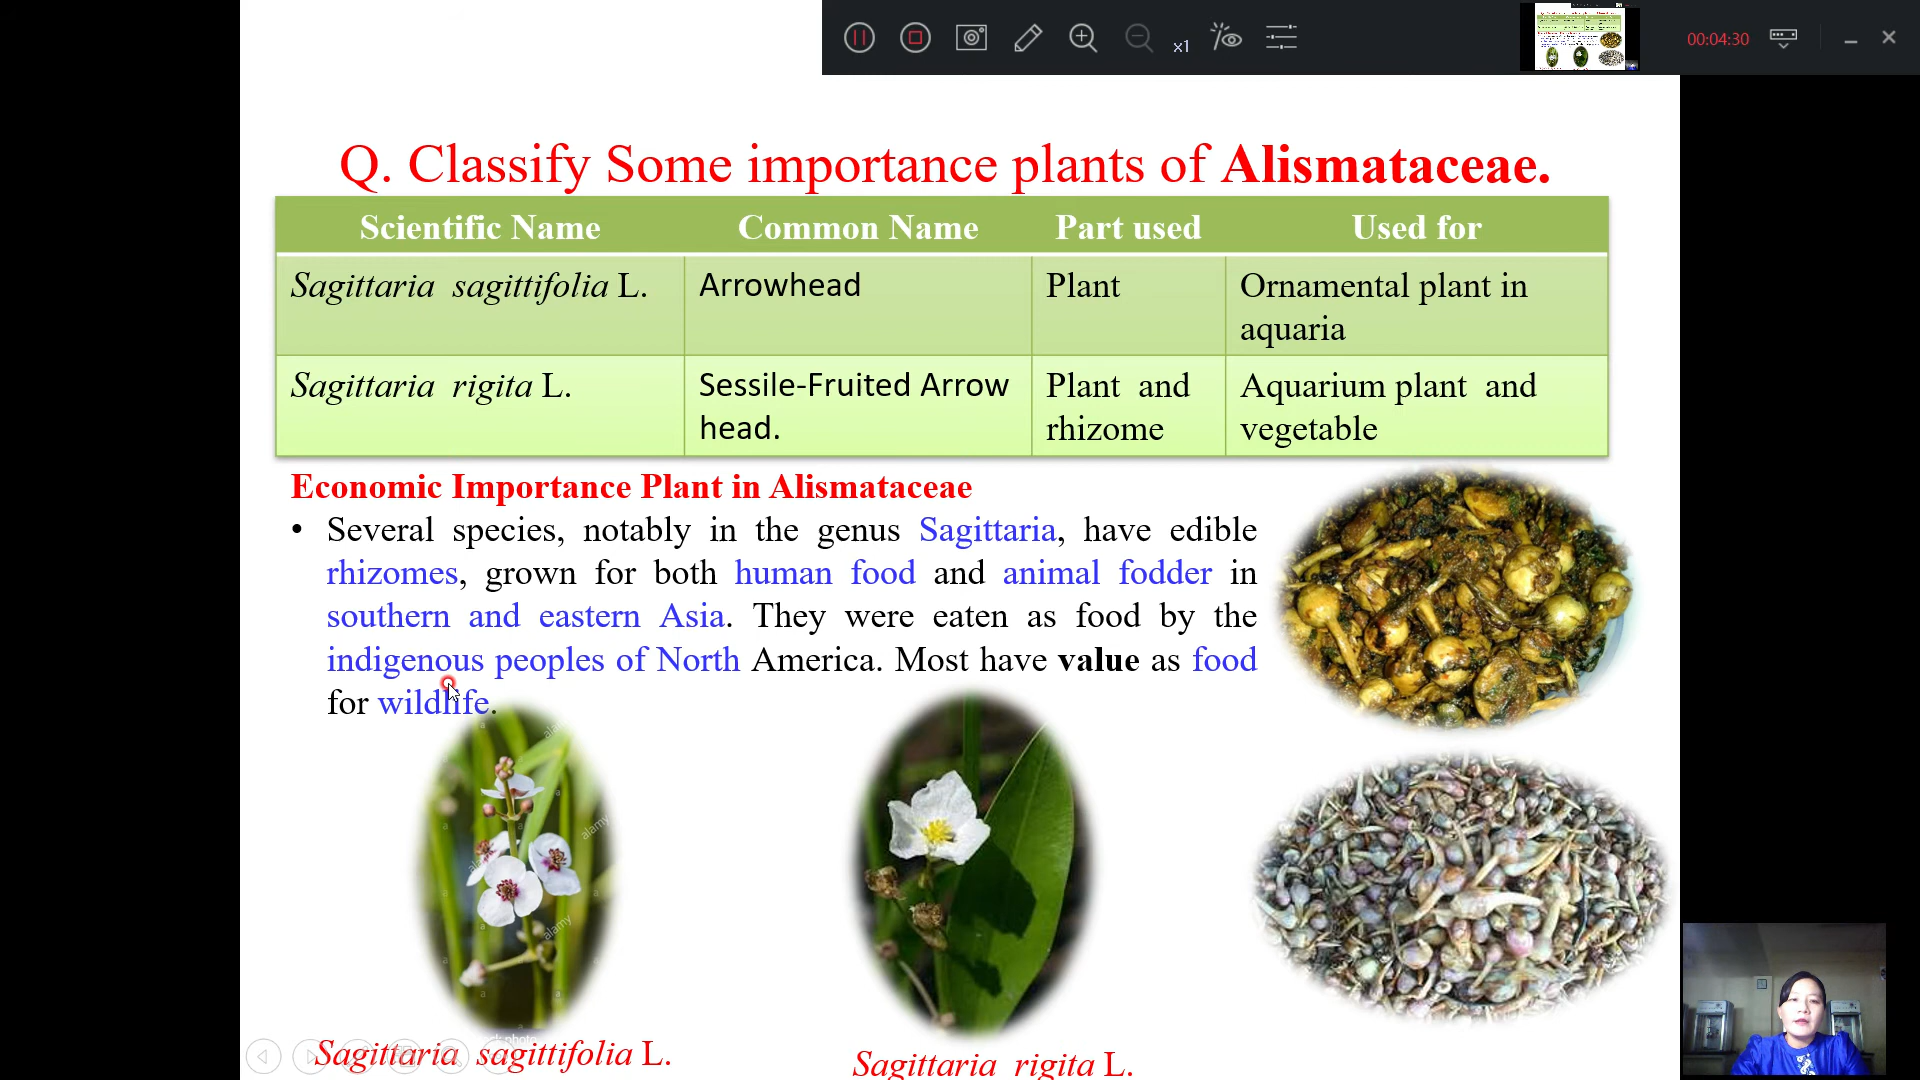 x1
00:04:30
Q. Classify Some importance plants of Alismataceae.
Scientific Name Common Name Part used Used for
Sagittaria sagittifolia L. Arrowhead Plant Ornamental plant in
aquaria
Sagittaria rigita L. Sessile-Fruited Arrow Plant and Aquarium plant and
head. rhizome vegetable
Economic Importance Plant in Alismataceae
• Several species, notably in the genus Sagittaria, have edible
rhizomes, grown for both human food and animal fodder in
southern and eastern Asia. They were eaten as food by the
indigenous peoples of North America. Most have value as food
for wildlife.
alamy
alamy
Sagittaria sagittifolia L.
Sagittaria rigita L.